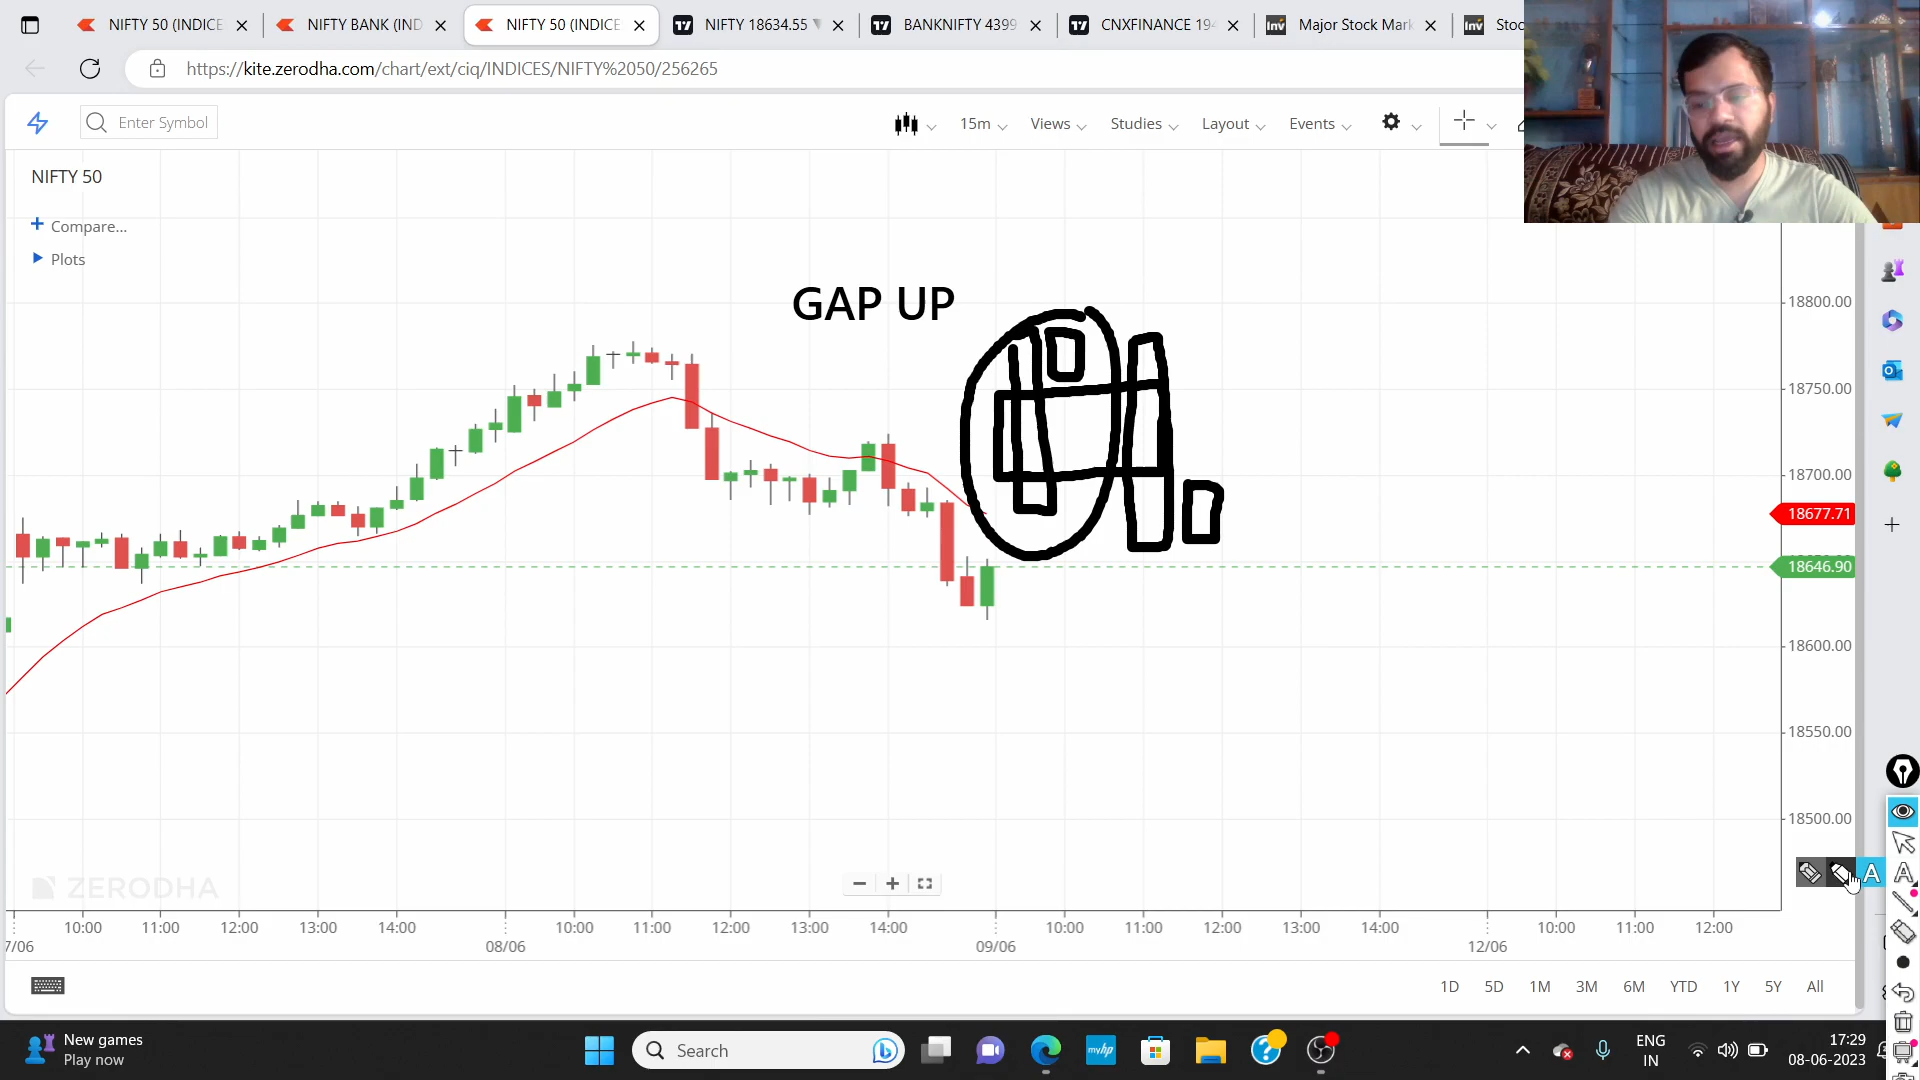 NIFTY 50 (INDICE
NIFTY BANK (IND
NIFTY 50 (INDICE
NIFTY 18634.55
BANKNIFTY 4399
CNXFINANCE 194
Major Stock Mark
Stoc
https://kite.zerodha.com/chart/ext/ciq/INDICES/NIFTY%2050/256265
Enter Symbol
15m
Views
Studies
Layout
Events
NIFTY 50
Compare...
Plots
GAP UP
18800.00
18750.00
18700.00
18677.71
18646.90
18600.00
18550.00
18500.00
ZERODHA
10:00 11:00 12:00 13:00 14:00 10:00 11:00 12:00 13:00 14:00 10:00 11:00 12:00 13:00 14:00 10:00 11:00 12:00
7/06 08/06 09/06 12/06
1D 5D 1M 3M 6M YTD 1Y 5Y All
New games
Play now
Search
myhp
ENG
IN
17:29
08-06-2023